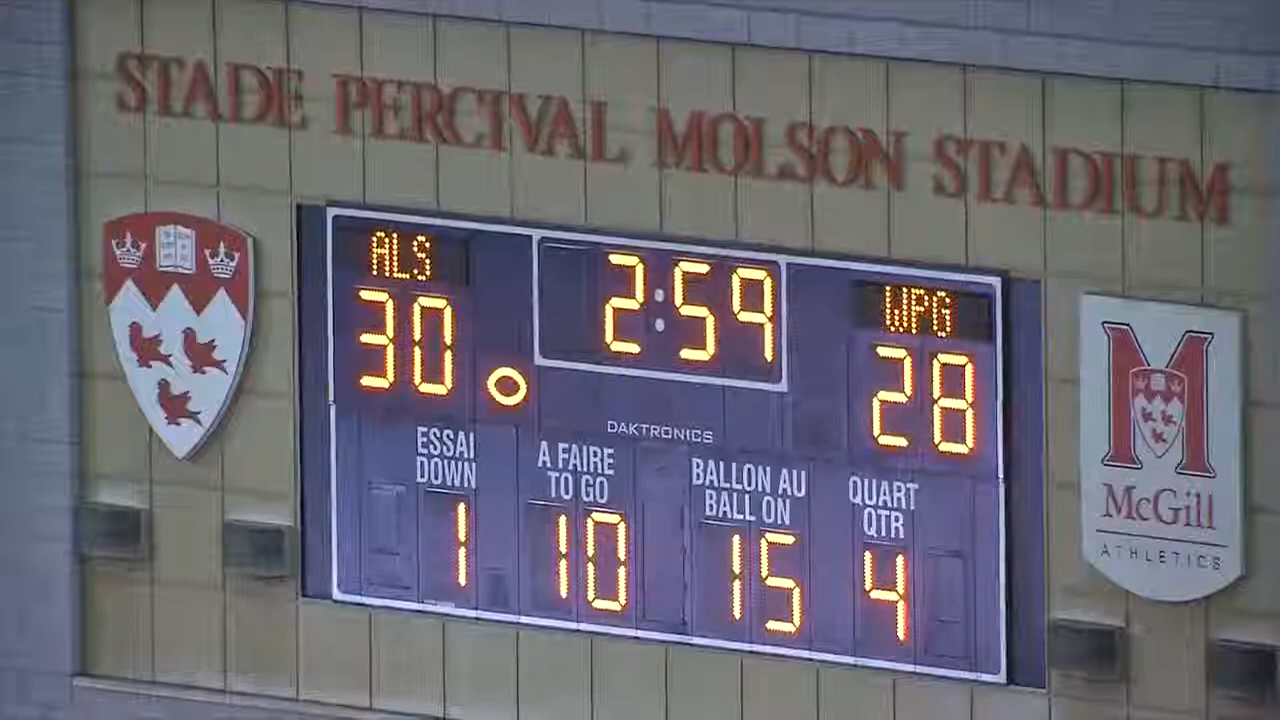 STADE PERCIVAL MOLSON STADIUM
ALS
2:59
WPG
30
28
DAKTRONICS
ESSAI
DOWN
A FAIRE
TO GO
BALLON AU
BALL ON
QUART
QTR
1
10
15
4
M
McGill
ATHLETICS